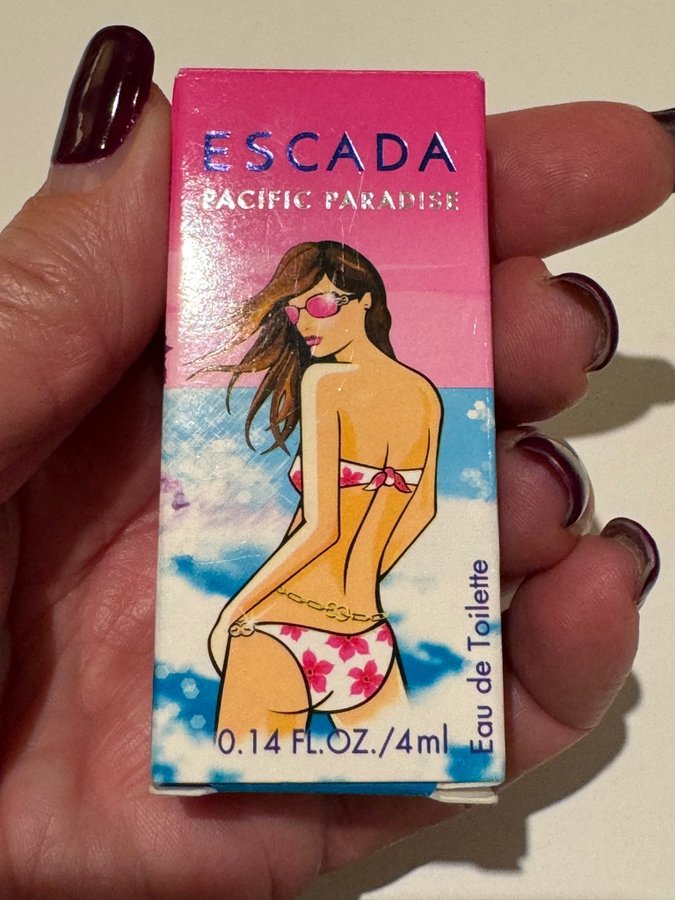 ESCADA
PACIFIC PARADISE
Eau de Toilette
0.14 FL.OZ./4ml